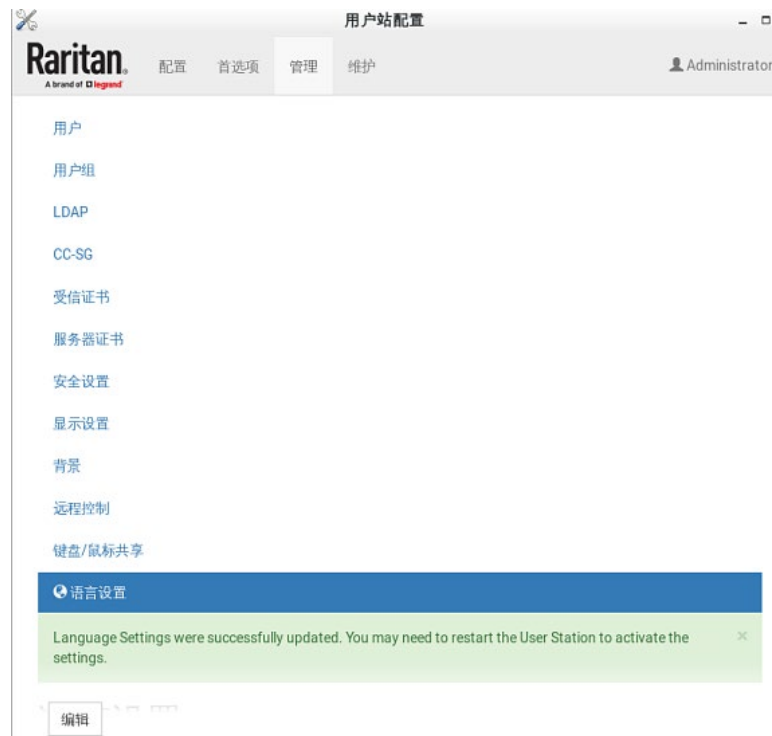 用户站配置
Raritan.
A brand of legrand
配置
首选项
管理
维护
Administrator
用户
用户组
LDAP
CC-SG
受信证书
服务器证书
安全设置
显示设置
背景
远程控制
键盘/鼠标共享
语言设置
Language Settings were successfully updated. You may need to restart the User Station to activate the
settings.
编辑